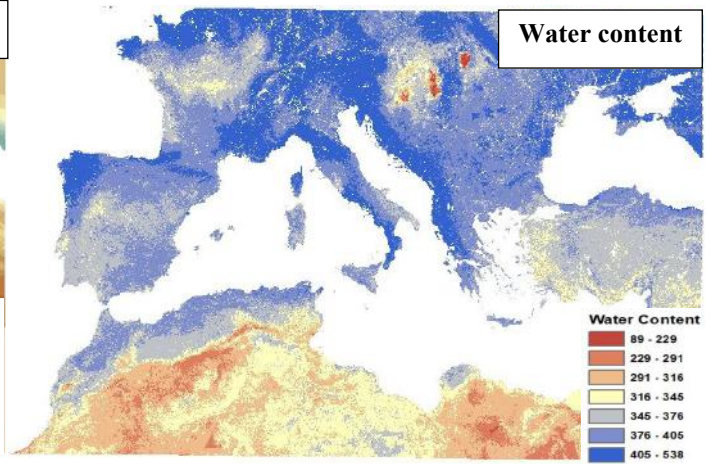 Water content
Water Content
89 - 229
229 - 291
291 - 316
316 - 345
345 - 376
376 - 405
405 - 538